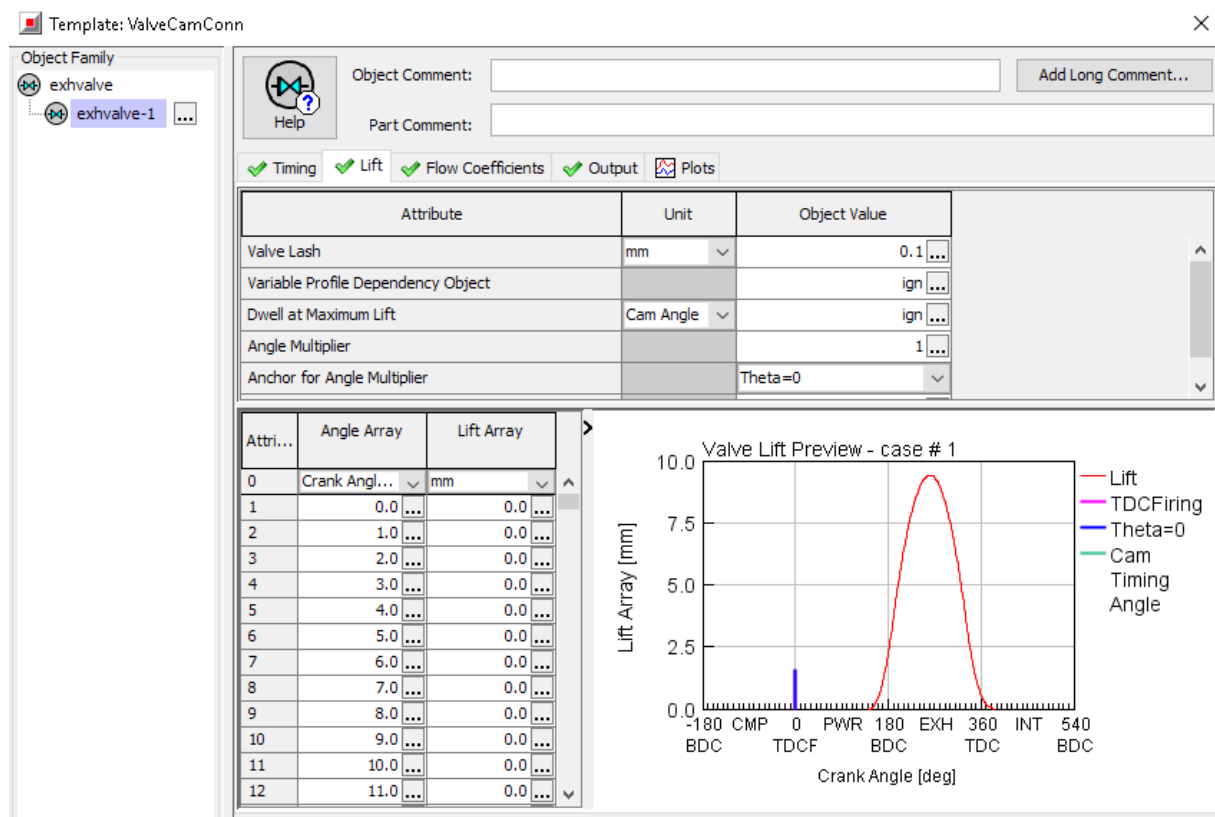 Template: ValveCamConn
Object Family
exhvalve
exhvalve-1
...
Help
Object Comment:
Add Long Comment...
Part Comment:
Timing Lift Flow Coefficients Output Plots
Attribute Unit Object Value
Valve Lash mm 0.1 ...
Variable Profile Dependency Object ign ...
Dwell at Maximum Lift Cam Angle ign ...
Angle Multiplier 1 ...
Anchor for Angle Multiplier Theta=0
Attri... Angle Array Lift Array
0 Crank Angl... mm
1 0.0 ... 0.0 ...
2 1.0 ... 0.0 ...
3 2.0 ... 0.0 ...
4 3.0 ... 0.0 ...
5 4.0 ... 0.0 ...
6 5.0 ... 0.0 ...
7 6.0 ... 0.0 ...
8 7.0 ... 0.0 ...
9 8.0 ... 0.0 ...
10 9.0 ... 0.0 ...
11 10.0 ... 0.0 ...
12 11.0 ... 0.0 ...
Valve Lift Preview - case # 1
Lift Array [mm]
10.0
7.5
5.0
2.5
0.0
-180 CMP 0 PWR 180 EXH 360 INT 540
BDC TDCF BDC TDC BDC
Crank Angle [deg]
Lift
TDCFiring
Theta=0
Cam
Timing
Angle